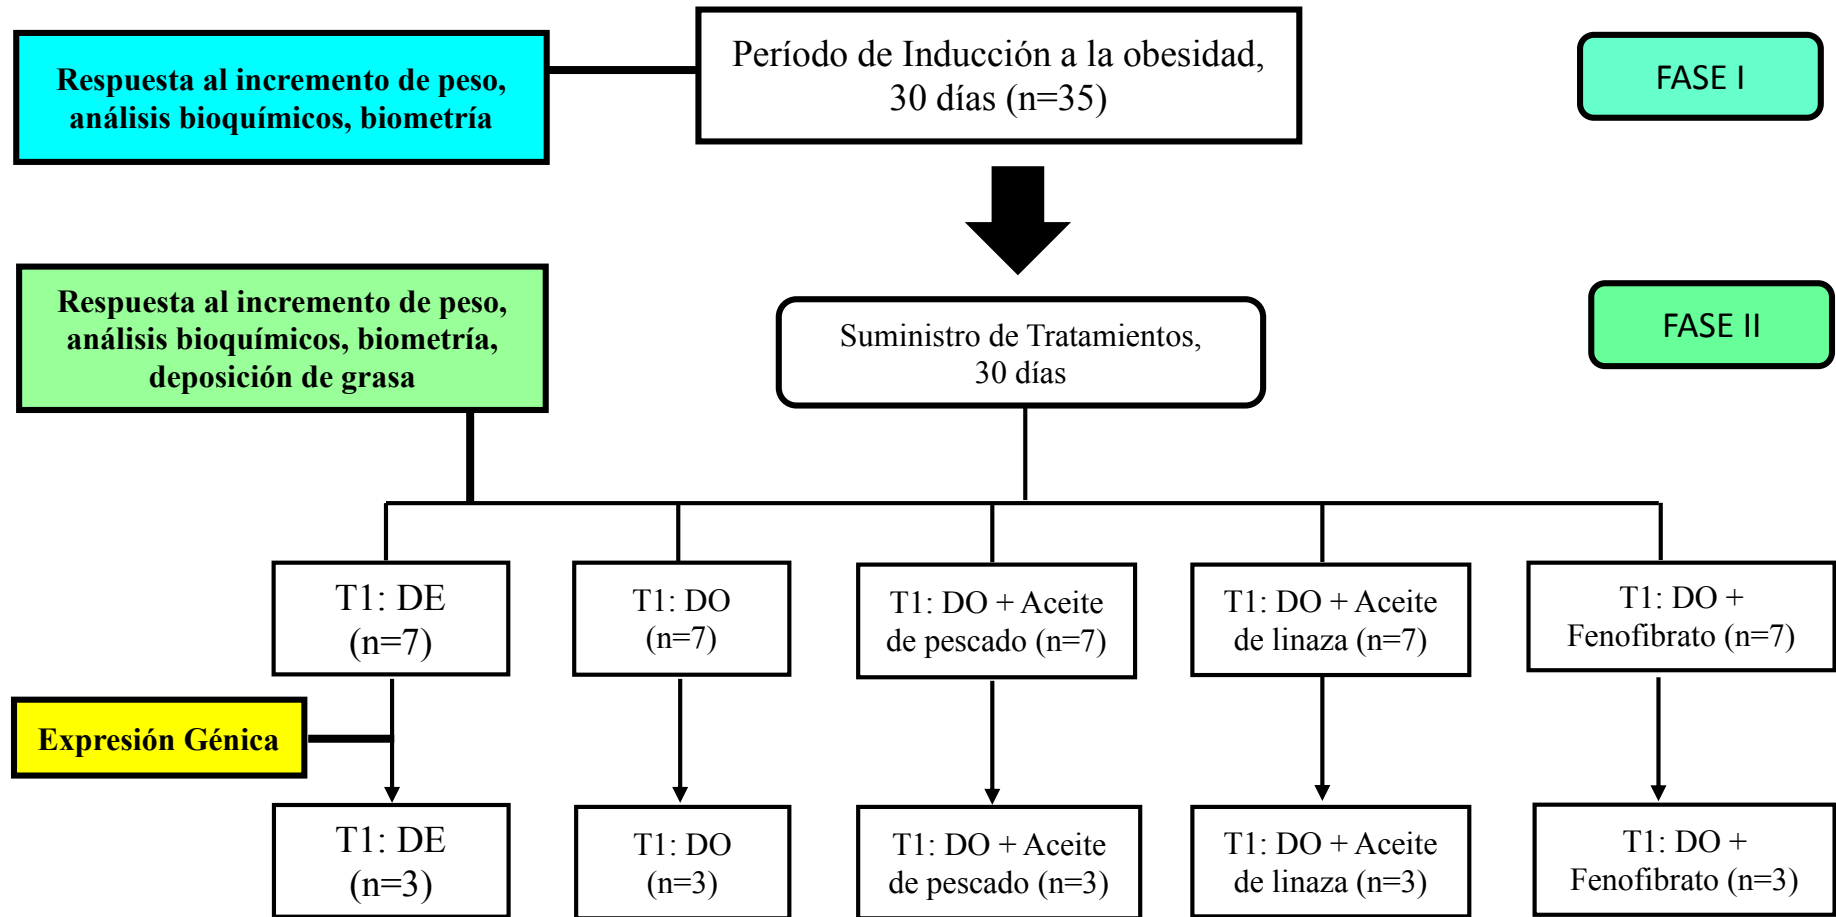 Período de Inducción a la obesidad,
30 días (n=35)
Respuesta al incremento de peso,
análisis bioquímicos, biometría
FASE I
Respuesta al incremento de peso,
análisis bioquímicos, biometría,
deposición de grasa
Suministro de Tratamientos,
30 días
FASE II
T1: DE
(n=7)
T1: DO
(n=7)
T1: DO + Aceite
de pescado (n=7)
T1: DO + Aceite
de linaza (n=7)
T1: DO +
Fenofibrato (n=7)
Expresión Génica
T1: DE
(n=3)
T1: DO
(n=3)
T1: DO + Aceite
de pescado (n=3)
T1: DO + Aceite
de linaza (n=3)
T1: DO +
Fenofibrato (n=3)